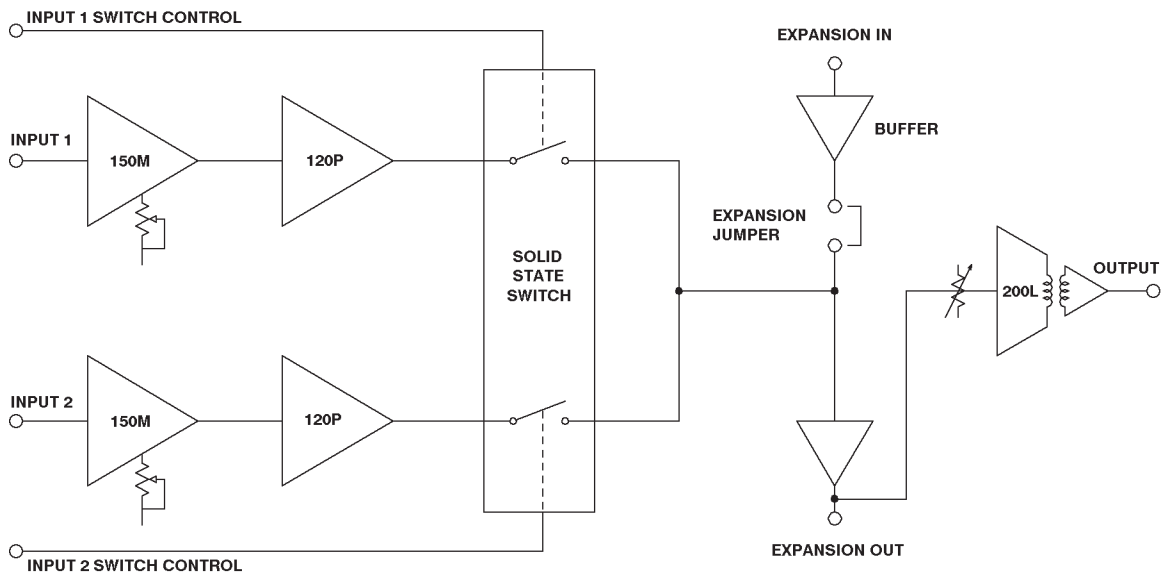 INPUT 1 SWITCH CONTROL
EXPANSION IN
BUFFER
INPUT 1
150M
120P
EXPANSION
JUMPER
SOLID
STATE
SWITCH
200L
OUTPUT
INPUT 2
150M
120P
EXPANSION OUT
INPUT 2 SWITCH CONTROL